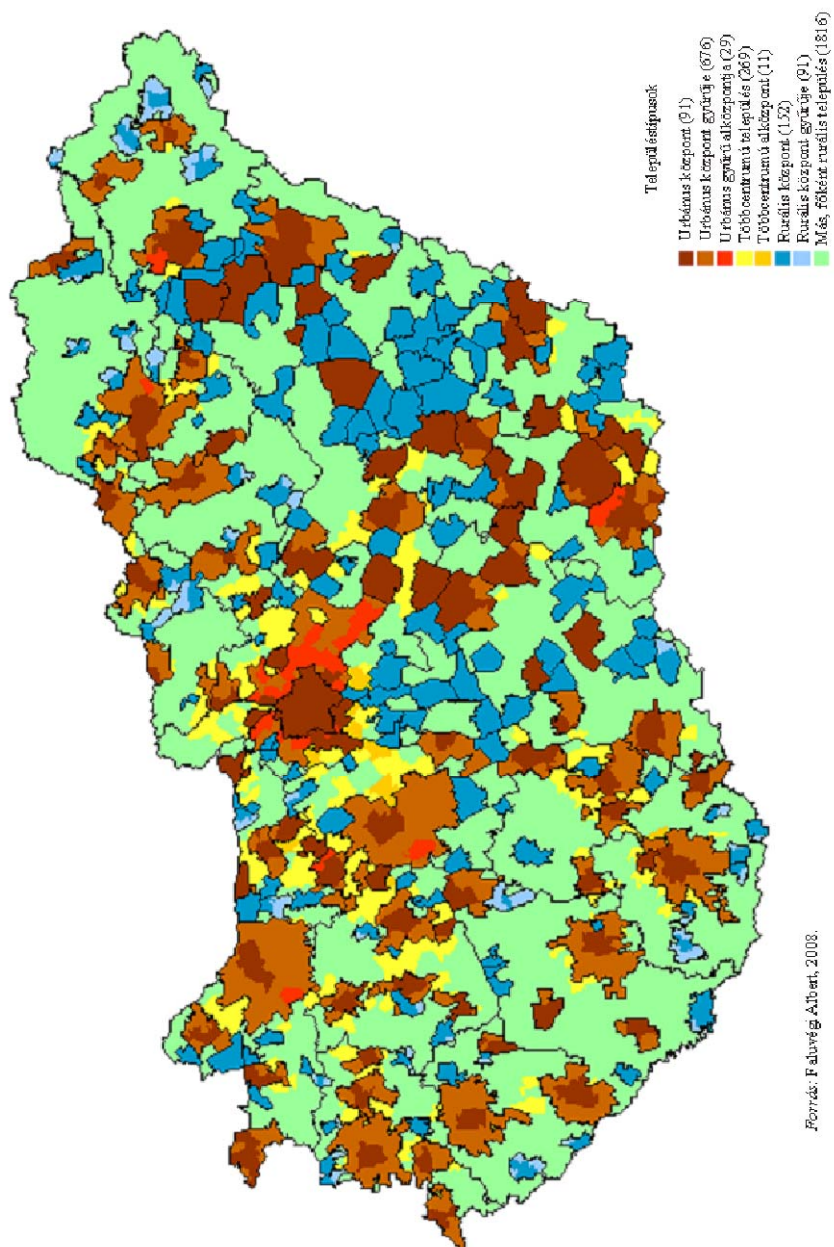 Településtípusok
Urbánus központ (91)
Urbánus központ gyűrűje (676)
Urbánus gyűrű alközpontja (29)
Többcentrumú település (269)
Többcentrumú alközpont (11)
Rurális központ (152)
Rurális központ gyűrűje (91)
Más, főként rurális település (1816)
Forrás: Faluvégi Albert, 2008.